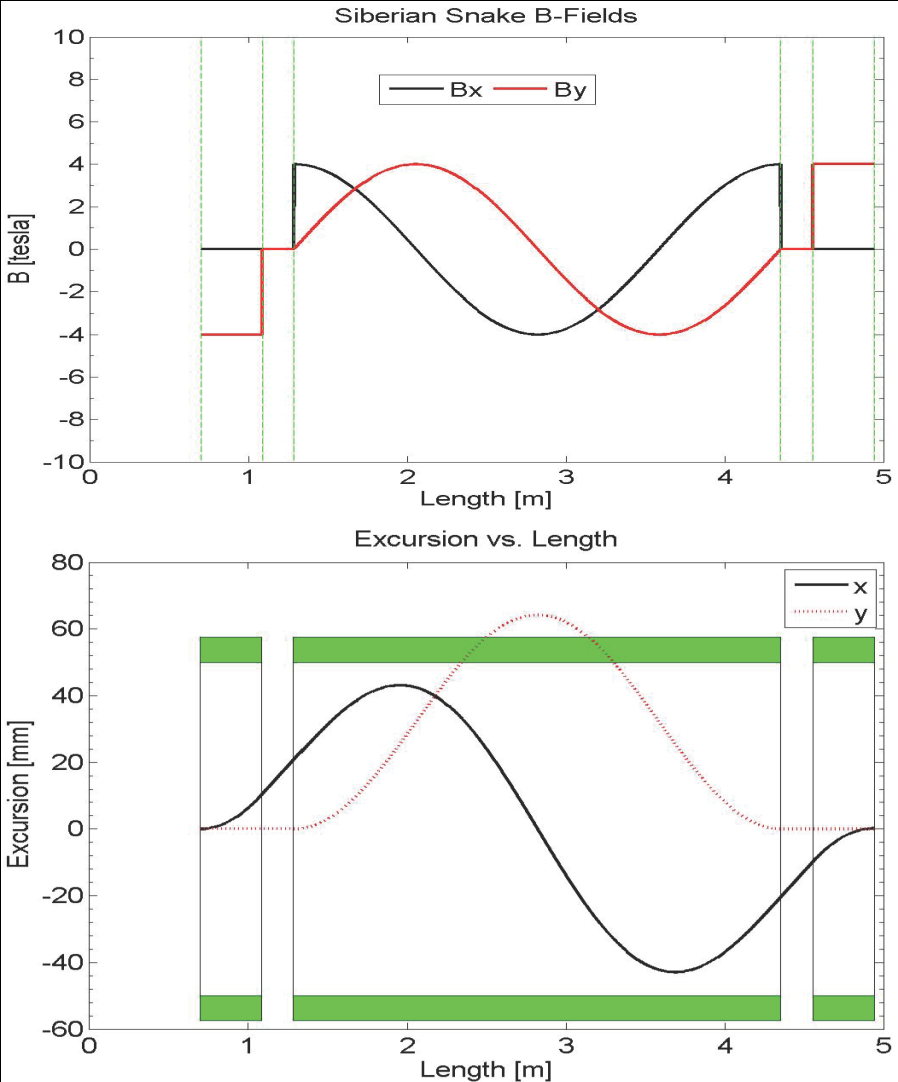 Siberian Snake B-Fields
10
8
6
4
2
0
-2
-4
-6
-8
-10
B [tesla]
Bx By
0 1 2 3 4 5
Length [m]
Excursion vs. Length
80
60
40
20
0
-20
-40
-60
Excursion [mm]
x
y
0 1 2 3 4 5
Length [m]